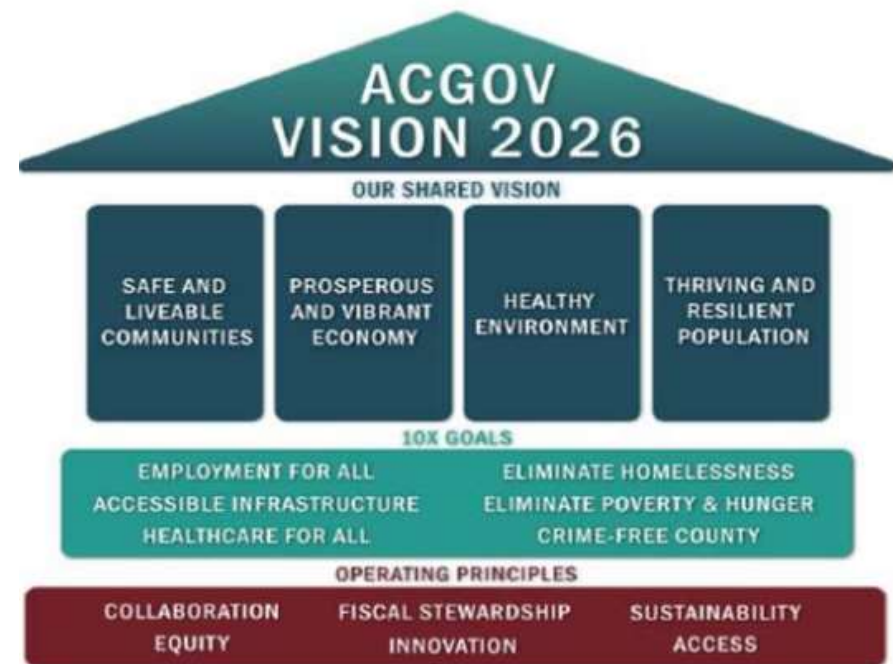 ACGOV
VISION 2026
OUR SHARED VISION
SAFE AND
LIVEABLE
COMMUNITIES
PROSPEROUS
AND VIBRANT
ECONOMY
HEALTHY
ENVIRONMENT
THRIVING AND
RESILIENT
POPULATION
10X GOALS
EMPLOYMENT FOR ALL
ACCESSIBLE INFRASTRUCTURE
HEALTHCARE FOR ALL
ELIMINATE HOMELESSNESS
ELIMINATE POVERTY & HUNGER
CRIME-FREE COUNTY
OPERATING PRINCIPLES
COLLABORATION
EQUITY
FISCAL STEWARDSHIP
INNOVATION
SUSTAINABILITY
ACCESS